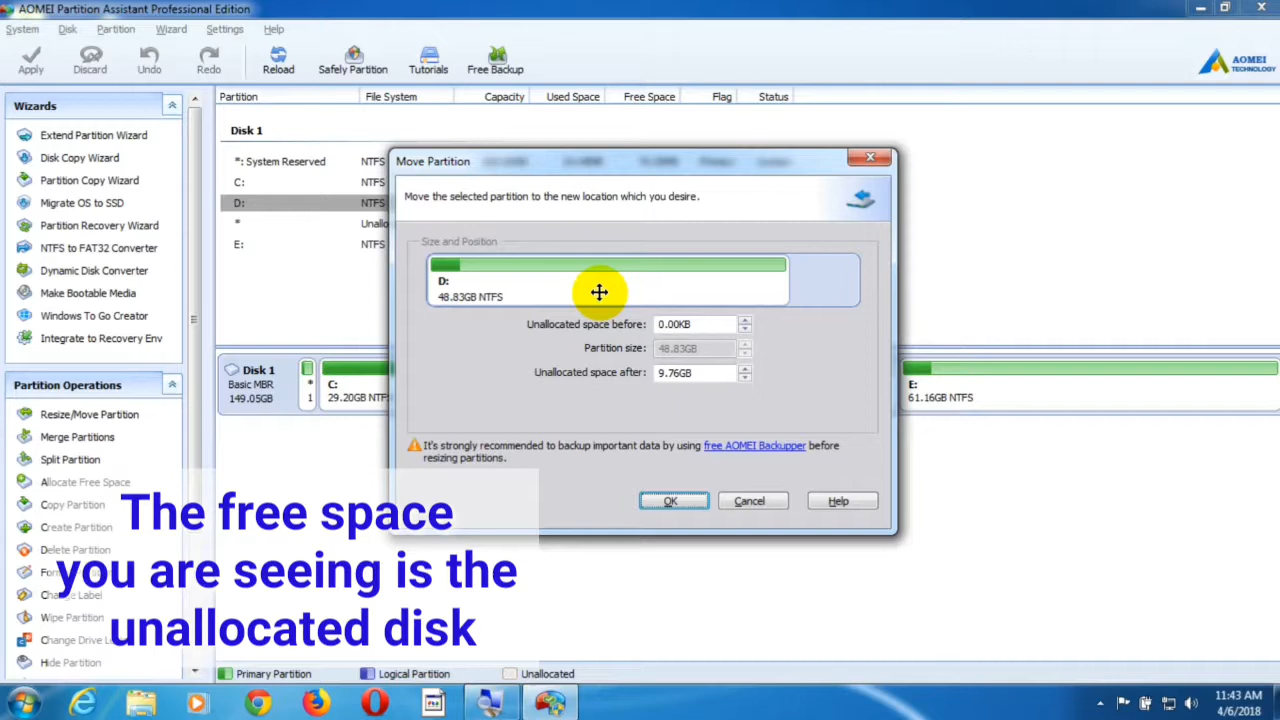 AOMEI Partition Assistant Professional Edition
System Disk Partition Wizard Settings Help
Apply Discard Undo Redo Reload Safely Partition Tutorials Free Backup
AOMEI
TECHNOLOGY
Wizards
Extend Partition Wizard
Disk Copy Wizard
Partition Copy Wizard
Migrate OS to SSD
Partition Recovery Wizard
NTFS to FAT32 Converter
Dynamic Disk Converter
Make Bootable Media
Windows To Go Creator
Integrate to Recovery Env
Partition Operations
Resize/Move Partition
Merge Partitions
Split Partition
Allocate Free Space
Copy Partition
Create Partition
Delete Partition
Change Label
Wipe Partition
Change Drive
Hide Partition
Partition File System Capacity Used Space Free Space Flag Status
Disk 1
*: System Reserved NTFS
C: NTFS
D: NTFS
* Unallo
E: NTFS
Move Partition
Move the selected partition to the new location which you desire.
Size and Position
D:
48.83GB NTFS
Unallocated space before: 0.00KB
Partition size: 48.83GB
Unallocated space after: 9.76GB
It's strongly recommended to backup important data by using free AOMEI Backupper before
resizing partitions.
OK Cancel Help
Disk 1
Basic MBR
149.05GB
*
1
C:
29.20GB NTF
E:
61.16GB NTFS
The free space
you are seeing is the
unallocated disk
Primary Partition Logical Partition Unallocated
11:43 AM
4/6/2018